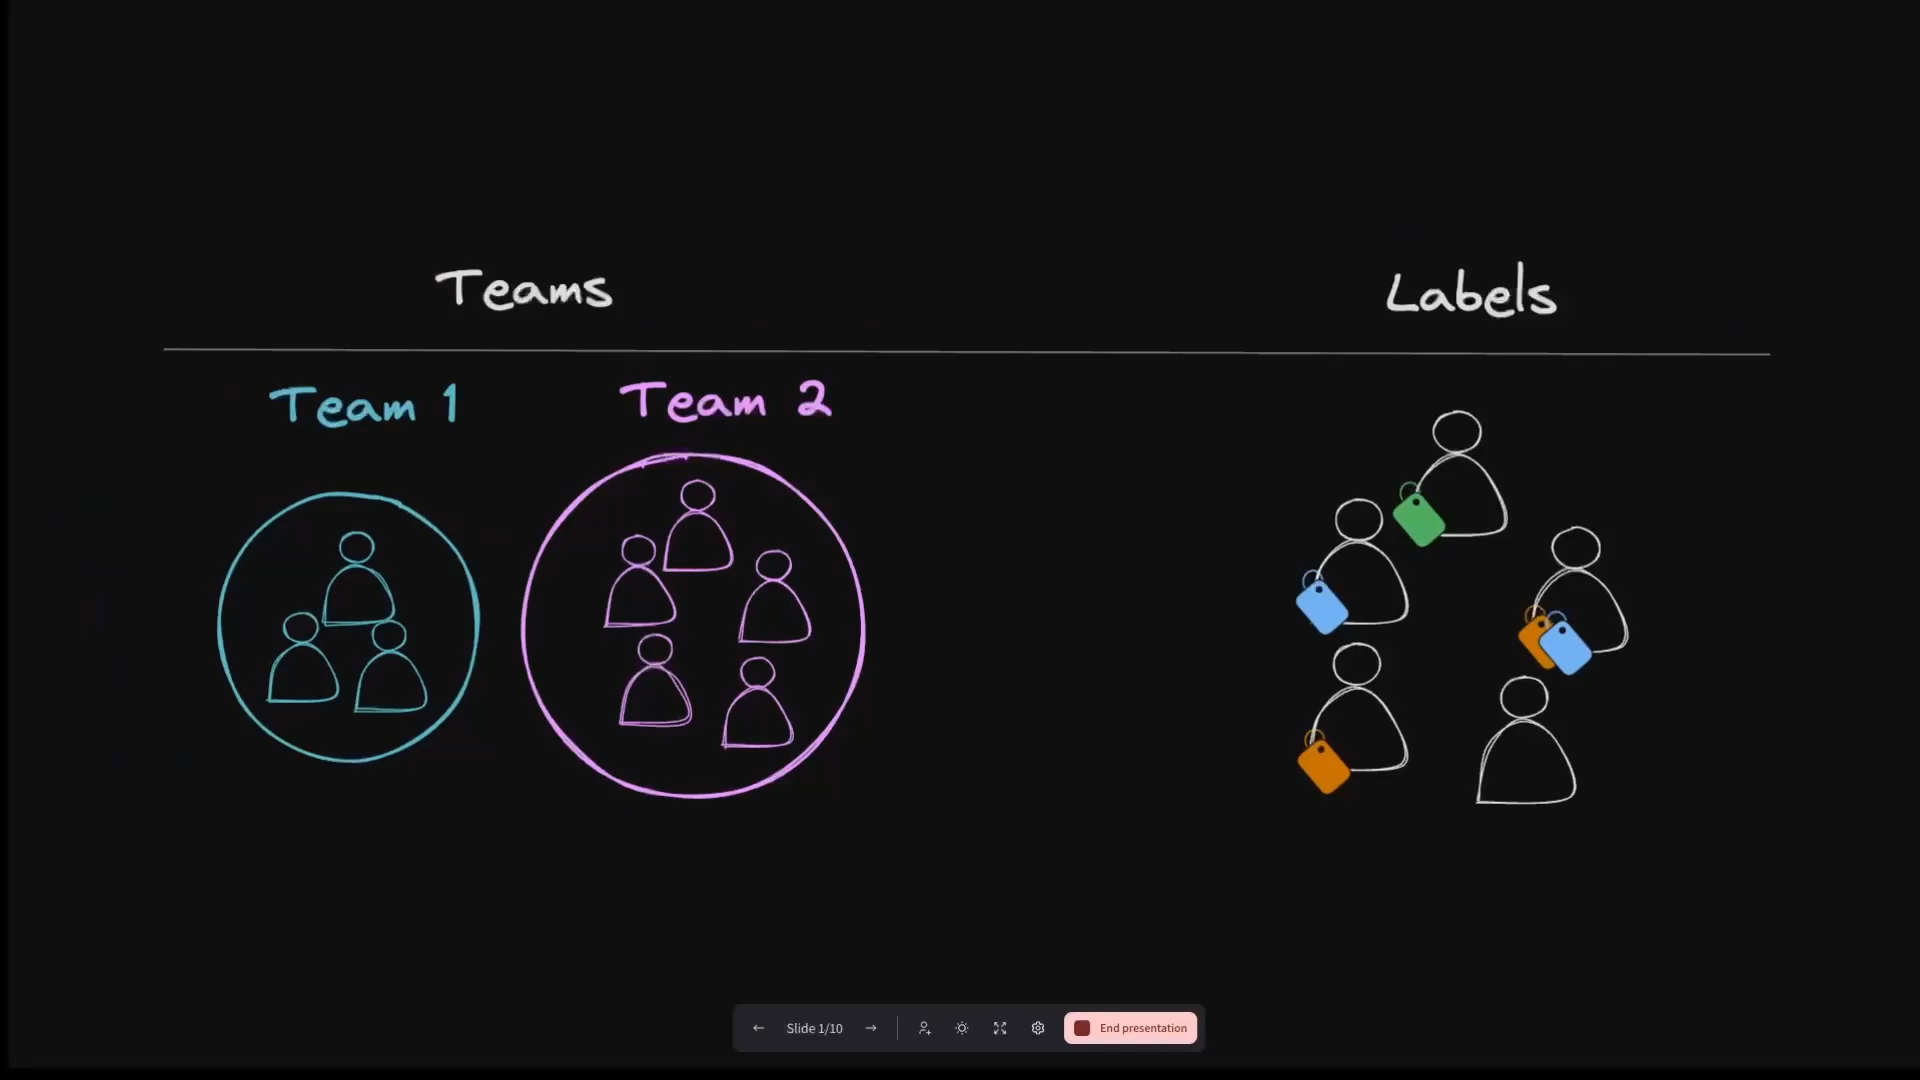 Teams
Labels
Team 1
Team 2
Slide 1/10
End presentation